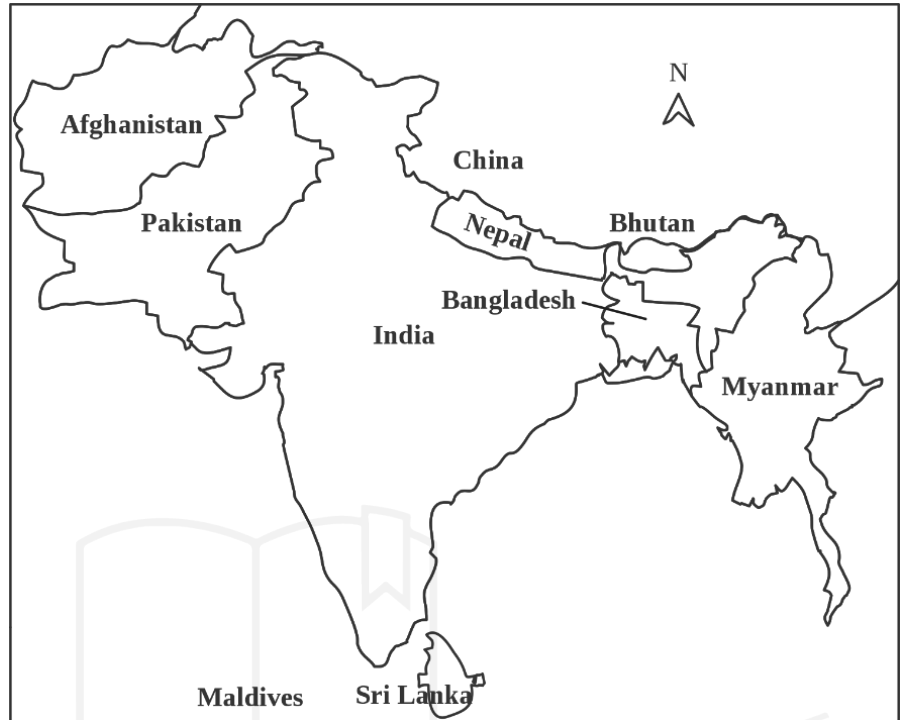 N
Afghanistan
China
Pakistan
Nepal
Bhutan
Bangladesh
India
Myanmar
Maldives
Sri Lanka